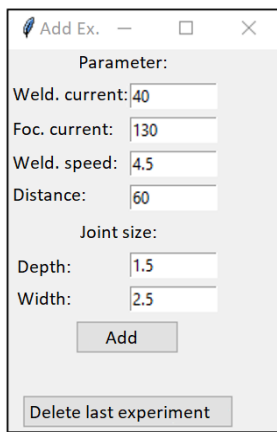 Add Ex.
Parameter:
Weld. current: 40
Foc. current: 130
Weld. speed: 4.5
Distance: 60
Joint size:
Depth: 1.5
Width: 2.5
Add
Delete last experiment